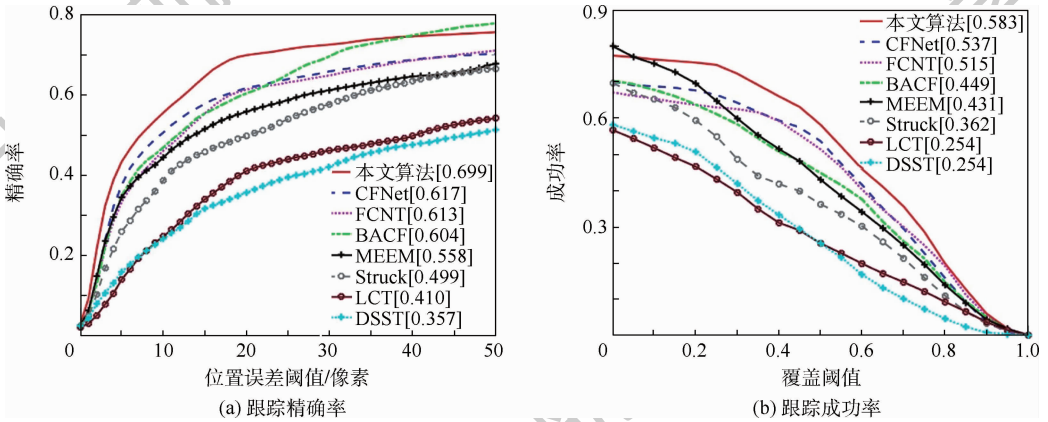 0.8
0.6
0.4
0.2
0
精确率
0
10
20
30
40
50
位置误差阈值/像素
本文算法[0.699]
CFNet[0.617]
FCNT[0.613]
BACF[0.604]
MEEM[0.558]
Struck[0.499]
LCT[0.410]
DSST[0.357]
(a) 跟踪精确率
0.9
0.6
0.3
成功率
0
0.2
0.4
0.6
0.8
1.0
覆盖阈值
本文算法[0.583]
CFNet[0.537]
FCNT[0.515]
BACF[0.449]
MEEM[0.431]
Struck[0.362]
LCT[0.254]
DSST[0.254]
(b) 跟踪成功率